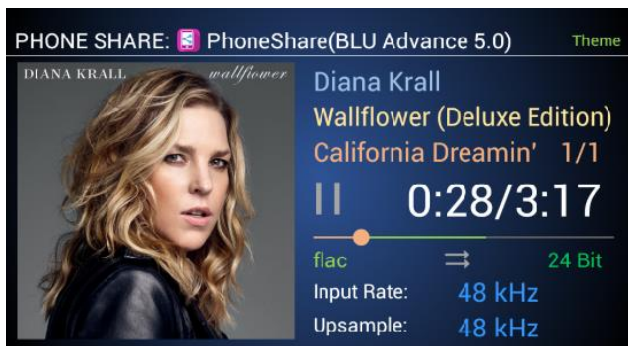 PHONE SHARE: PhoneShare(BLU Advance 5.0) Theme
DIANA KRALL wallflower
Diana Krall
Wallflower (Deluxe Edition)
California Dreamin' 1/1
0:28/3:17
flac 24 Bit
Input Rate: 48 kHz
Upsample: 48 kHz